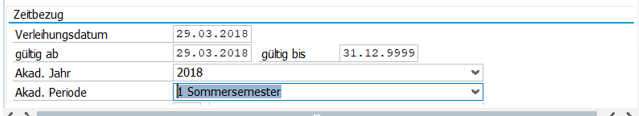 Zeitbezug
Verleihungsdatum 29.03.2018
gültig ab 29.03.2018 gültig bis 31.12.9999
Akad. Jahr 2018
Akad. Periode 1 Sommersemester